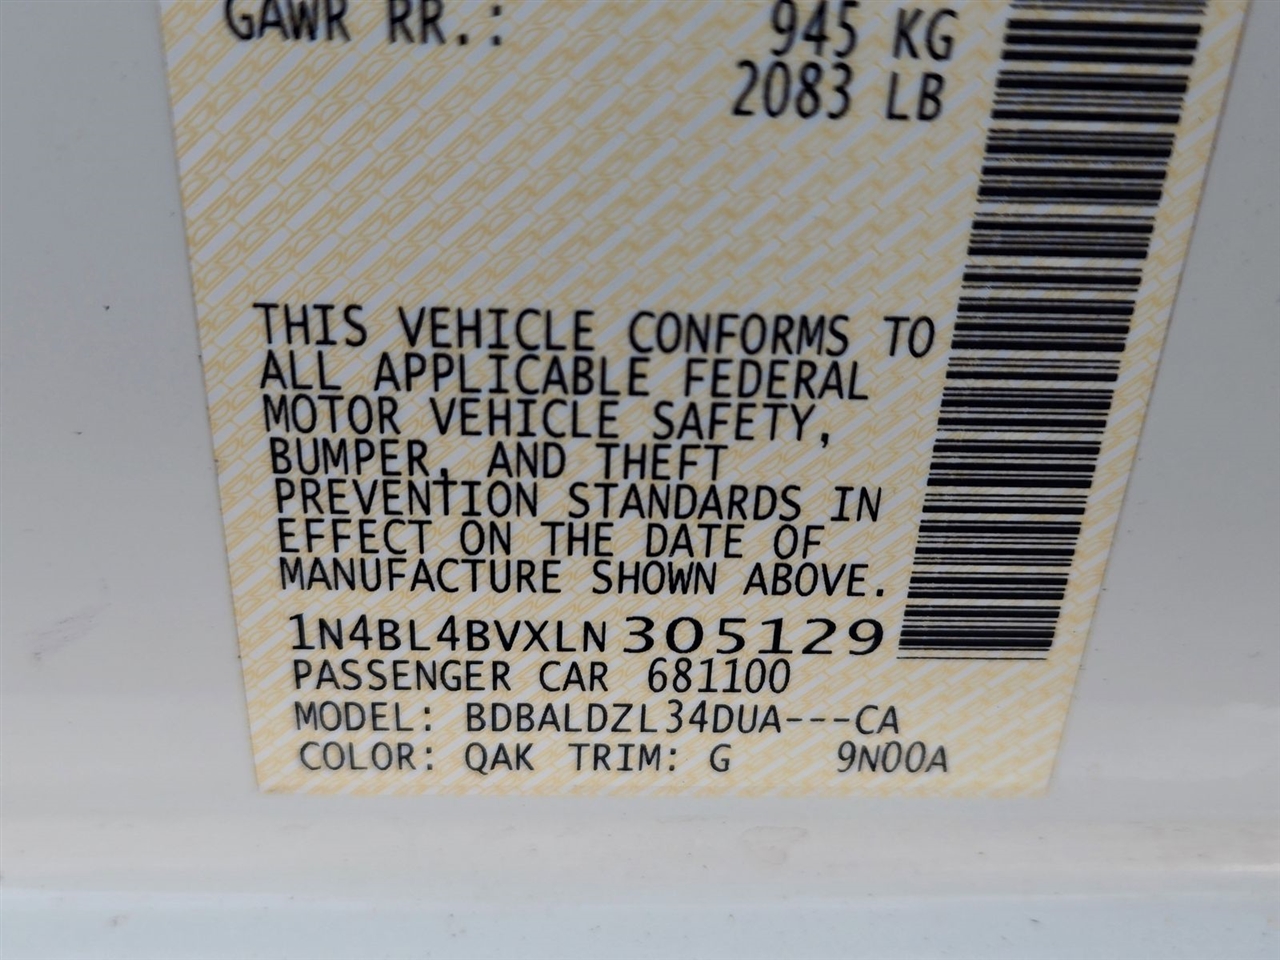 GAWR RR.: 945 KG
2083 LB
THIS VEHICLE CONFORMS TO
ALL APPLICABLE FEDERAL
MOTOR VEHICLE SAFETY,
BUMPER, AND THEFT
PREVENTION STANDARDS IN
EFFECT ON THE DATE OF
MANUFACTURE SHOWN ABOVE.
1N4BL4BVXLN305129
PASSENGER CAR 681100
MODEL: BDBALDZL34DUA---CA
COLOR: QAK TRIM: G 9N00A